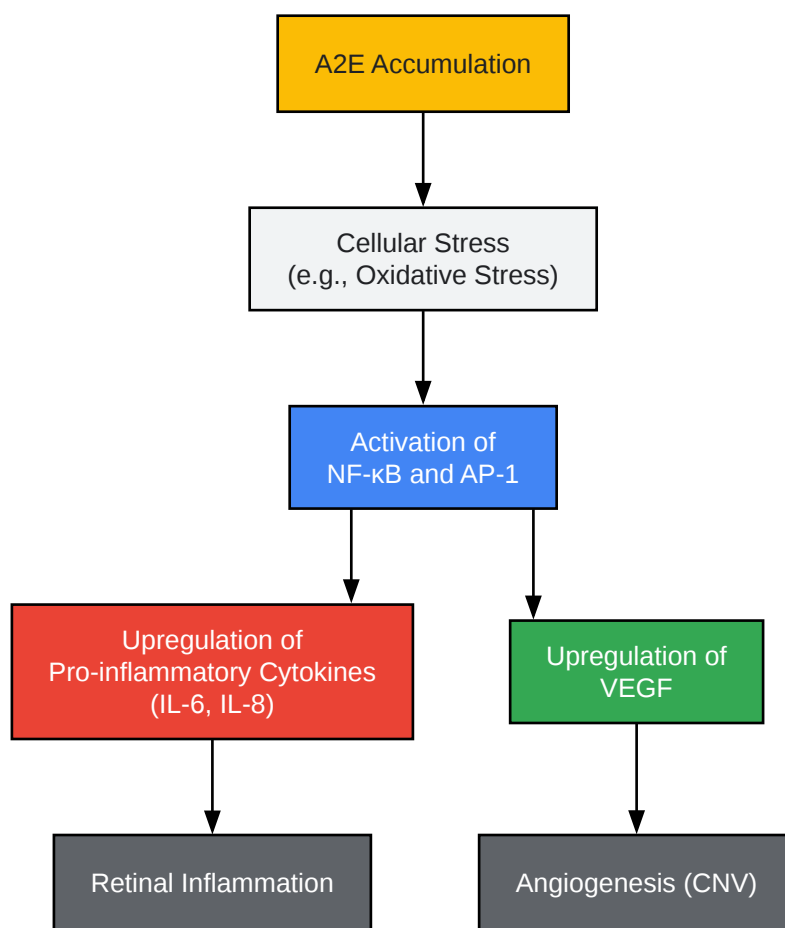 A2E Accumulation
Cellular Stress
(e.g., Oxidative Stress)
Activation of
NF-κB and AP-1
Upregulation of
Pro-inflammatory Cytokines
(IL-6, IL-8)
Upregulation of
VEGF
Retinal Inflammation
Angiogenesis (CNV)